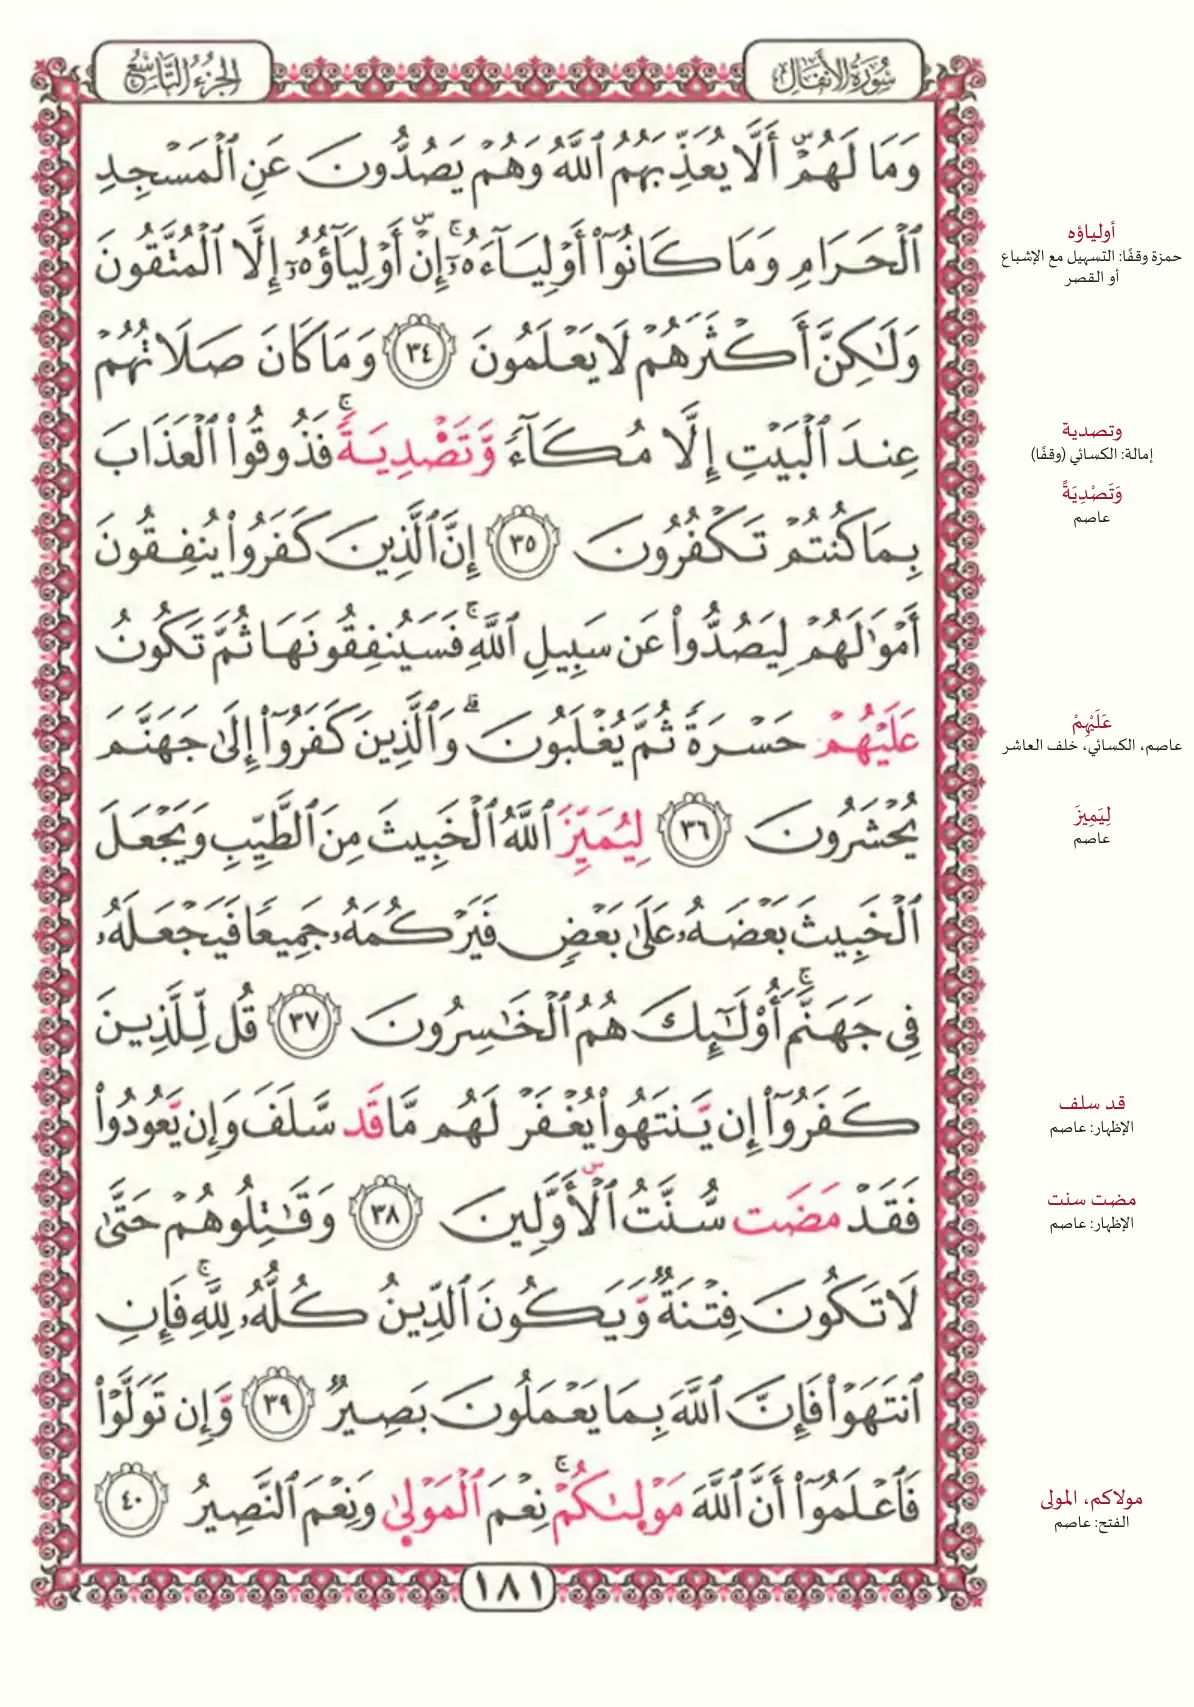 سُورَةُ الأَنفَال
الجُزءُ التَّاسِعُ
وَمَا لَهُمْ أَلَّا يُعَذِّبَهُمُ ٱللَّهُ وَهُمْ يَصُدُّونَ عَنِ ٱلْمَسْجِدِ
ٱلْحَرَامِ وَمَا كَانُوٓا۟ أَوْلِيَآءَهُۥٓۚ إِنْ أَوْلِيَآؤُهُۥٓ إِلَّا ٱلْمُتَّقُونَ
وَلَـٰكِنَّ أَكْثَرَهُمْ لَا يَعْلَمُونَ ٣٤ وَمَا كَانَ صَلَاتُهُمْ
عِندَ ٱلْبَيْتِ إِلَّا مُكَآءً وَّتَصْدِيَةًۚ فَذُوقُوا۟ ٱلْعَذَابَ
بِمَا كُنتُمْ تَكْفُرُونَ ٣٥ إِنَّ ٱلَّذِينَ كَفَرُوا۟ يُنفِقُونَ
أَمْوَٰلَهُمْ لِيَصُدُّوا۟ عَن سَبِيلِ ٱللَّهِۚ فَسَيُنفِقُونَهَا ثُمَّ تَكُونُ
عَلَيْهُمْ حَسْرَةً ثُمَّ يُغْلَبُونَۗ وَٱلَّذِينَ كَفَرُوٓا۟ إِلَىٰ جَهَنَّمَ
يُحْشَرُونَ ٣٦ لِيُمَيِّزَ ٱللَّهُ ٱلْخَبِيثَ مِنَ ٱلطَّيِّبِ وَيَجْعَلَ
ٱلْخَبِيثَ بَعْضَهُۥ عَلَىٰ بَعْضٍ فَيَرْكُمَهُۥ جَمِيعًا فَيَجْعَلَهُۥ
فِى جَهَنَّمَۚ أُو۟لَـٰٓئِكَ هُمُ ٱلْخَـٰسِرُونَ ٣٧ قُل لِّلَّذِينَ
كَفَرُوٓا۟ إِن يَّنتَهُوا۟ يُغْفَرْ لَهُم مَّا قَد سَّلَفَ وَإِن يَّعُودُوا۟
فَقَدْ مَضَت سُّنَّتُ ٱلْأَوَّلِينَ ٣٨ وَقَـٰتِلُوهُمْ حَتَّىٰ
لَا تَكُونَ فِتْنَةٌ وَّيَكُونَ ٱلدِّينُ كُلُّهُۥ لِلَّهِۚ فَإِنِ
ٱنتَهَوْا۟ فَإِنَّ ٱللَّهَ بِمَا يَعْمَلُونَ بَصِيرٌ ٣٩ وَّإِن تَوَلَّوْا۟
فَٱعْلَمُوٓا۟ أَنَّ ٱللَّهَ مَوْلَىٰكُمْۚ نِعْمَ ٱلْمَوْلَىٰ وَنِعْمَ ٱلنَّصِيرُ ٤٠
١٨١
أولياؤه
حمزة وقفًا: التسهيل مع الإشباع
أو القصر
وتصدية
إمالة: الكسائي (وقفًا)
وَتَصْدِيَةً
عاصم
عَلَيْهِمْ
عاصم، الكسائي، خلف العاشر
لِيَمِيزَ
عاصم
قد سلف
الإظهار: عاصم
مضت سنت
الإظهار: عاصم
مولاكم، المولى
الفتح: عاصم